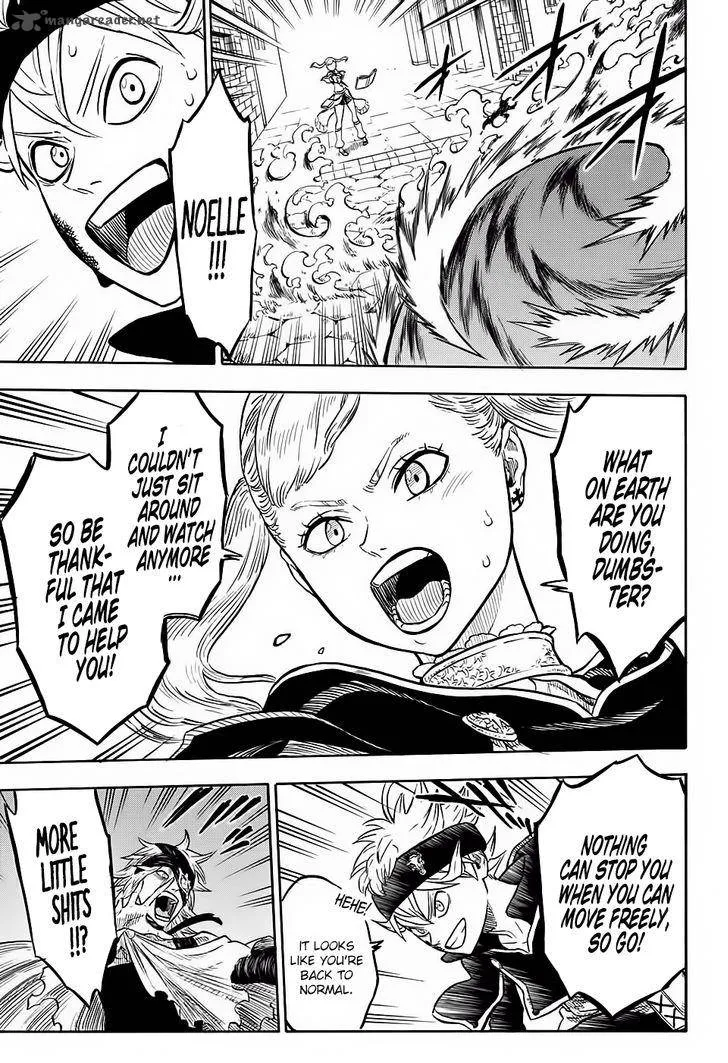 mangareader.net
NOELLE
!!!
WHAT
ON EARTH
ARE YOU
DOING,
DUMBS-
TER?
I
COULDN'T
JUST SIT
AROUND
AND WATCH
ANYMORE
...
SO BE
THANK-
FUL THAT
I CAME
TO HELP
YOU!
NOTHING
CAN STOP YOU
WHEN YOU CAN
MOVE FREELY,
SO GO!
HEHE!
IT LOOKS
LIKE YOU'RE
BACK TO
NORMAL.
MORE
LITTLE
SHITS
!!?